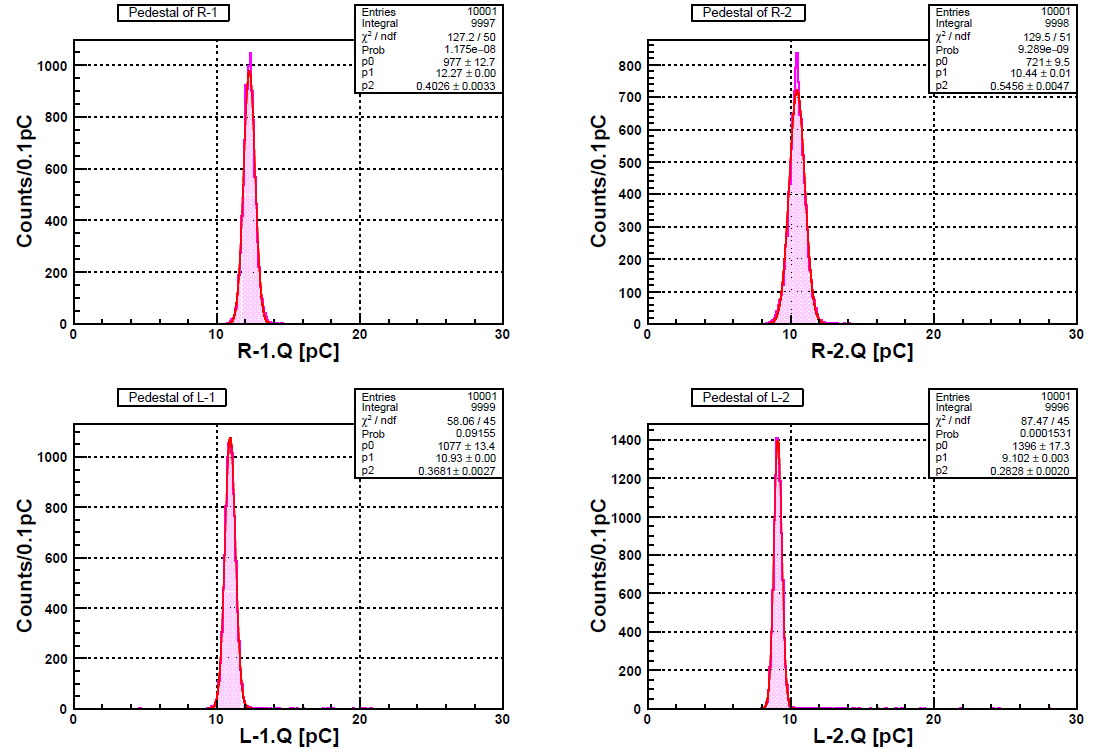 Pedestal of R-1
Entries 10001
Integral 9997
χ² / ndf 127.2 / 50
Prob 1.175e−08
p0 977 ± 12.7
p1 12.27 ± 0.00
p2 0.4026 ± 0.0033
Counts/0.1pC
1000
800
600
400
200
0
0 10 20 30
R-1.Q [pC]
Pedestal of R-2
Entries 10001
Integral 9998
χ² / ndf 129.5 / 51
Prob 9.289e−09
p0 721 ± 9.5
p1 10.44 ± 0.01
p2 0.5456 ± 0.0047
Counts/0.1pC
800
700
600
500
400
300
200
100
0
0 10 20 30
R-2.Q [pC]
Pedestal of L-1
Entries 10001
Integral 9999
χ² / ndf 58.06 / 45
Prob 0.09155
p0 1077 ± 13.4
p1 10.93 ± 0.00
p2 0.3681 ± 0.0027
Counts/0.1pC
1000
800
600
400
200
0
0 10 20 30
L-1.Q [pC]
Pedestal of L-2
Entries 10001
Integral 9996
χ² / ndf 87.47 / 45
Prob 0.0001531
p0 1396 ± 17.3
p1 9.102 ± 0.003
p2 0.2828 ± 0.0020
Counts/0.1pC
1400
1200
1000
800
600
400
200
0
0 10 20 30
L-2.Q [pC]